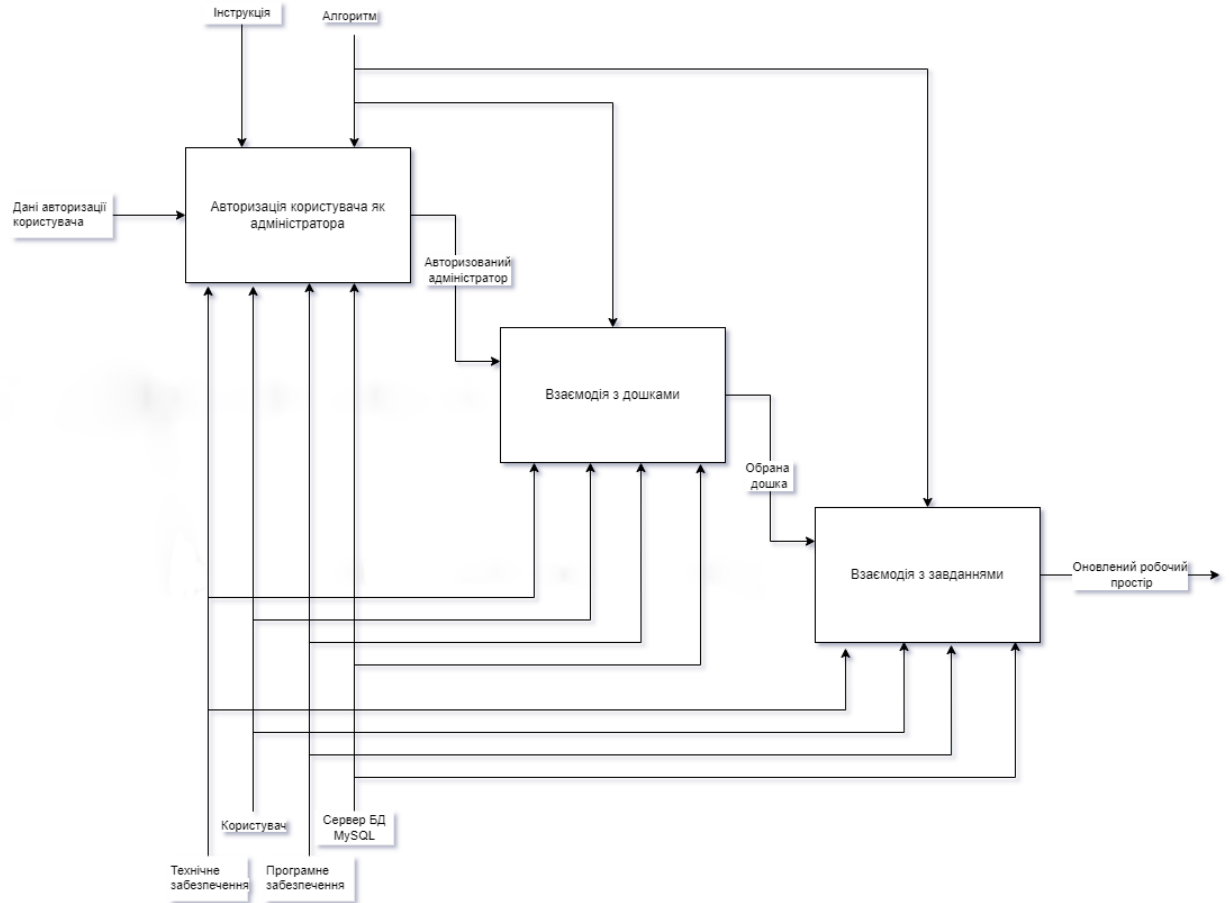 Інструкція
Алгоритм
Дані авторизації
користувача
Авторизація користувача як
адміністратора
Авторизований
адміністратор
Взаємодія з дошками
Обрана
дошка
Взаємодія з завданнями
Оновлений робочий
простір
Користувач
Сервер БД
MySQL
Технічне
забезпечення
Програмне
забезпечення